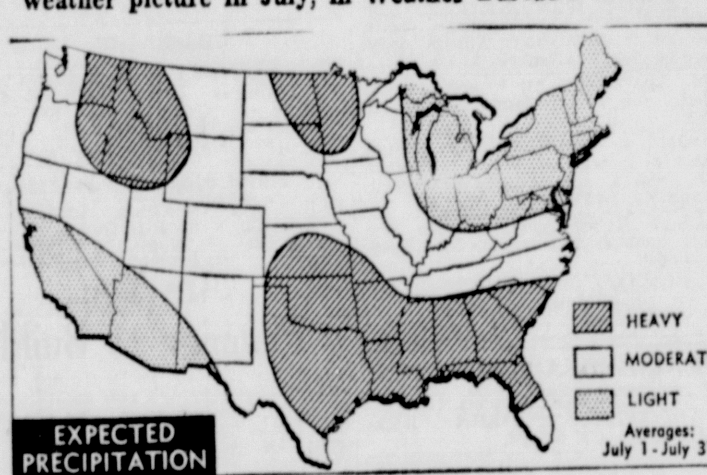 weather picture in July, in Weather
HEAVY
MODERAT
LIGHT
Averages:
July 1 - July 3
EXPECTED
PRECIPITATION